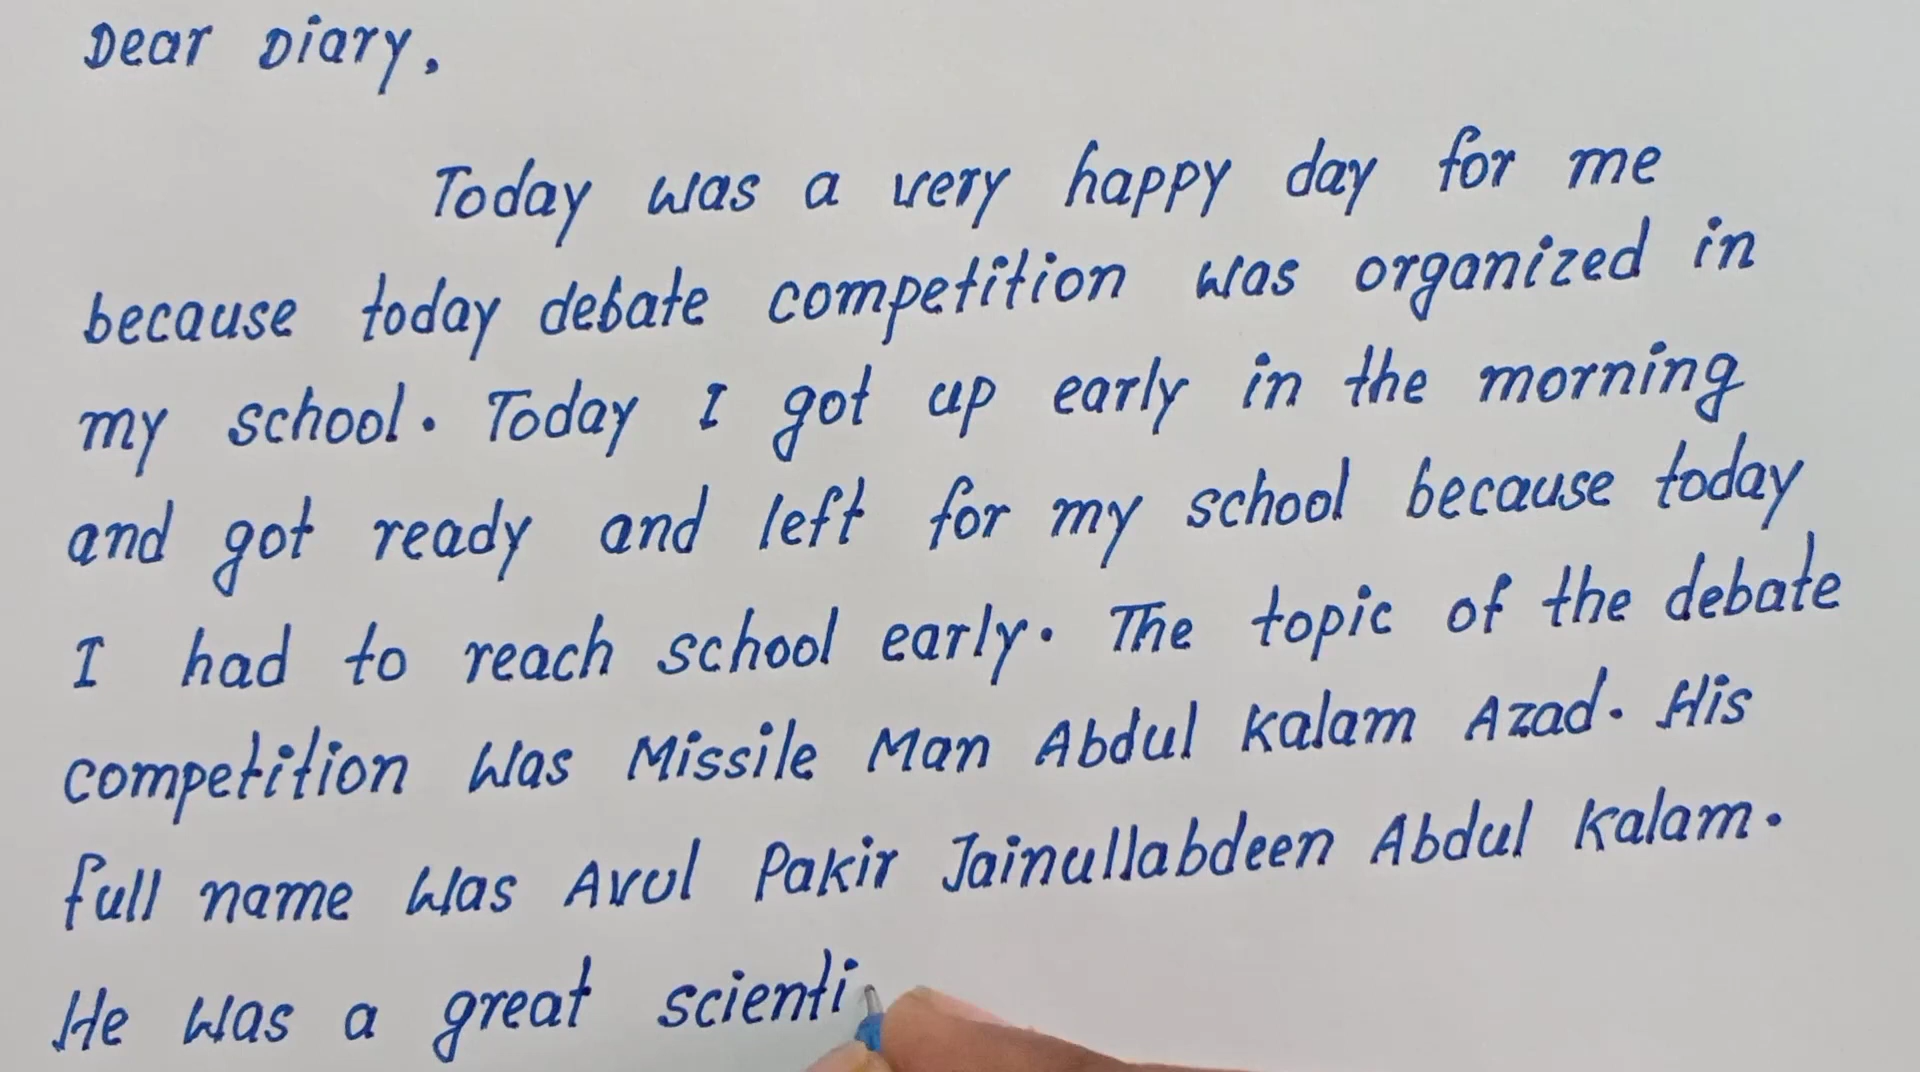 Dear Diary,
Today was a very happy day for me
because today debate competition was organized in
my school. Today I got up early in the morning
and got ready and left for my school because today
I had to reach school early. The topic of the debate
competition was Missile Man Abdul Kalam Azad. His
full name was Avul Pakir Jainullabdeen Abdul Kalam.
He was a great scienti